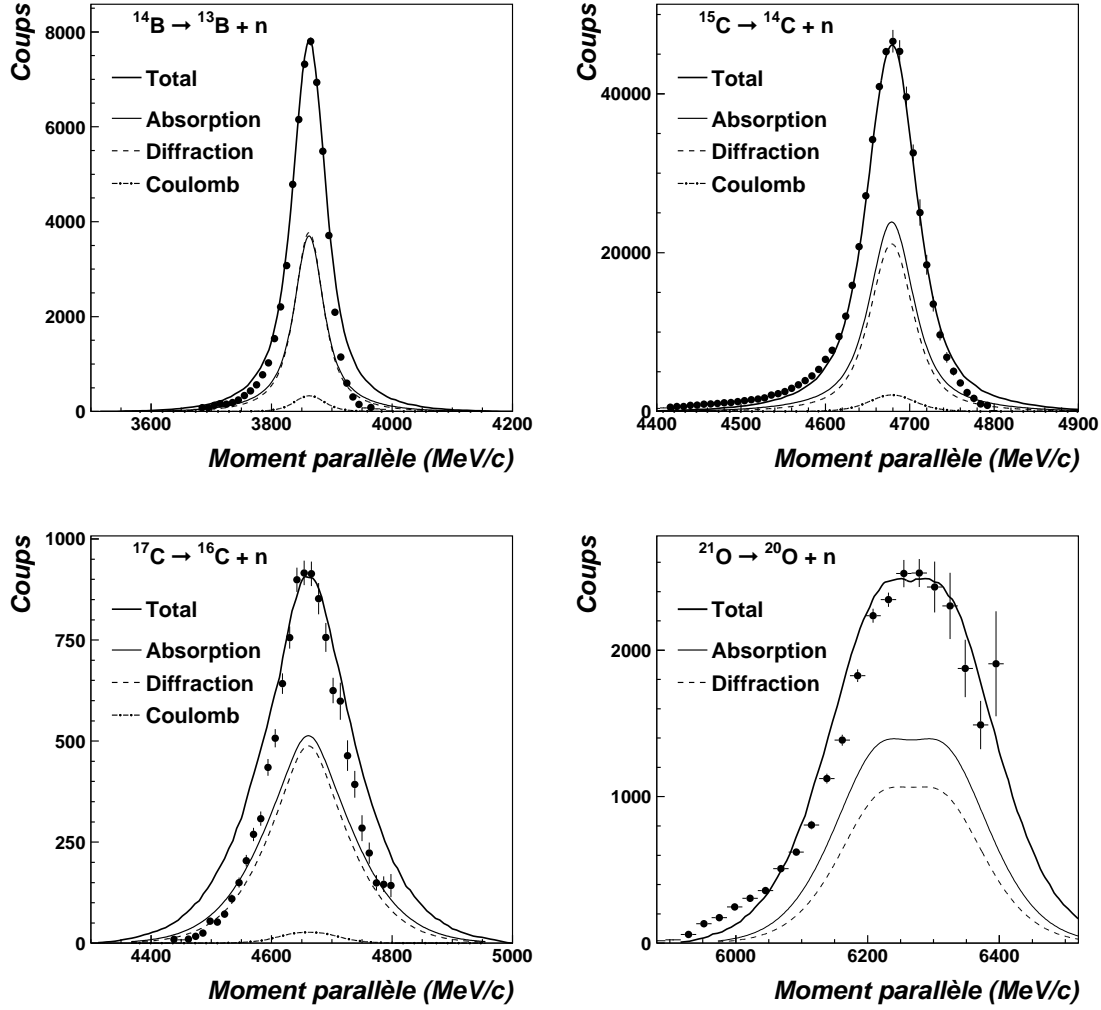 ¹⁴B → ¹³B + n
Coups
8000
6000
4000
2000
0
Total
Absorption
Diffraction
Coulomb
3600 3800 4000 4200
Moment parallèle (MeV/c)
¹⁵C → ¹⁴C + n
Coups
40000
20000
0
Total
Absorption
Diffraction
Coulomb
4400 4500 4600 4700 4800 4900
Moment parallèle (MeV/c)
¹⁷C → ¹⁶C + n
Coups
1000
750
500
250
0
Total
Absorption
Diffraction
Coulomb
4400 4600 4800 5000
Moment parallèle (MeV/c)
²¹O → ²⁰O + n
Coups
2000
1000
0
Total
Absorption
Diffraction
6000 6200 6400
Moment parallèle (MeV/c)